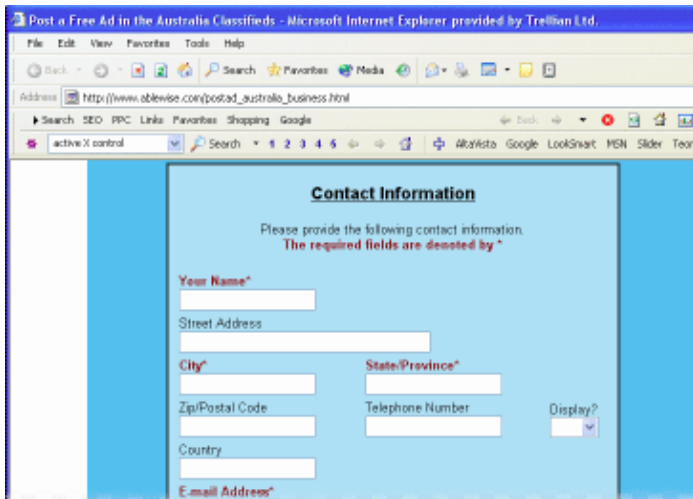 Post a Free Ad in the Australia Classifieds - Microsoft Internet Explorer provided by Trellian Ltd.
File Edit View Favorites Tools Help
Back Search Favorites Media
Address http://www.ablewise.com/postad_australia_business.html
Search SEO PPC Links Favorites Shopping Google Back
active X control Search 1 2 3 4 5 AltaVista Google LookSmart MSN Slider Teor
Contact Information
Please provide the following contact information.
The required fields are denoted by *
Your Name*
Street Address
City* State/Province*
Zip/Postal Code Telephone Number Display?
Country
E-mail Address*